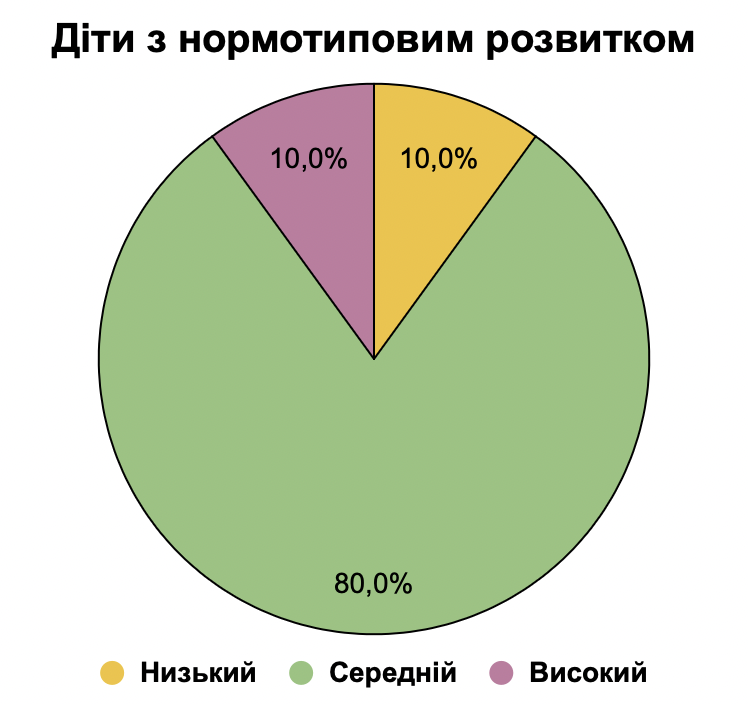 Діти з нормотиповим розвитком
10,0% 10,0%
80,0%
Низький Середній Високий